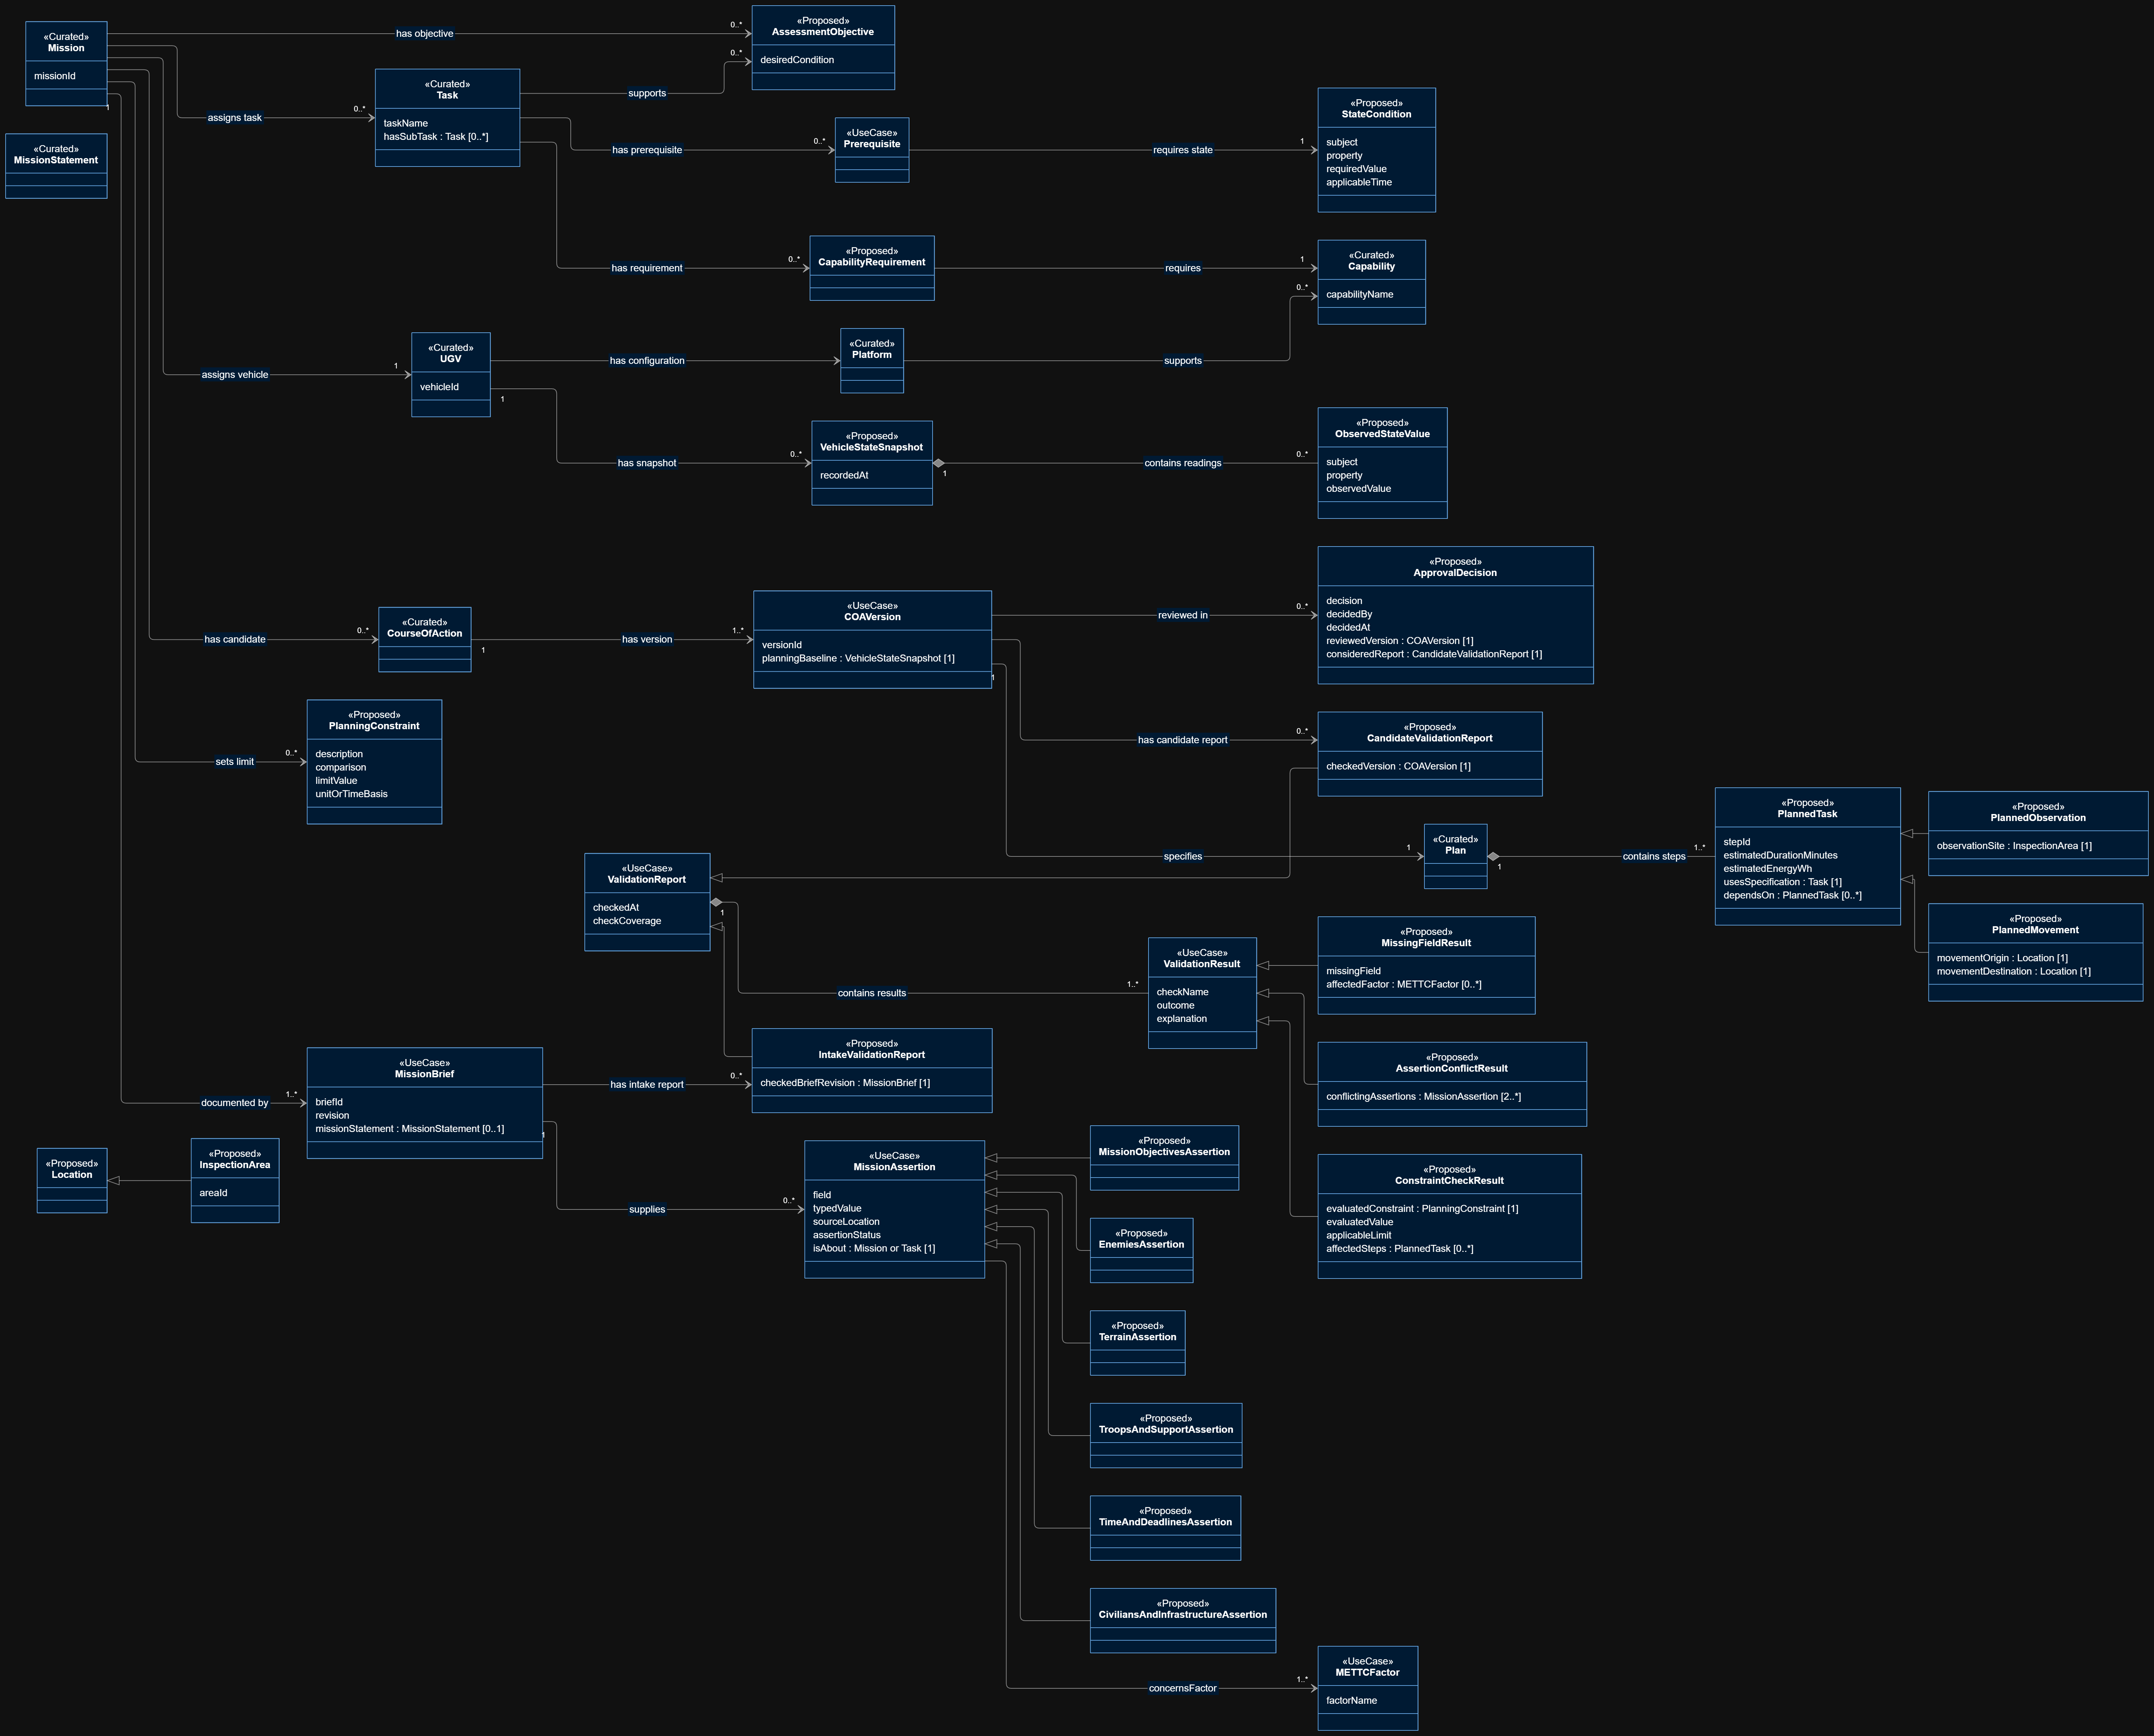 «Curated»
Mission
missionId
1
«Curated»
MissionStatement
has objective
0..*
«Proposed»
AssessmentObjective
desiredCondition
assigns task
0..*
«Curated»
Task
taskName
hasSubTask : Task [0..*]
supports
0..*
has prerequisite
0..*
«UseCase»
Prerequisite
requires state
1
«Proposed»
StateCondition
subject
property
requiredValue
applicableTime
has requirement
0..*
«Proposed»
CapabilityRequirement
requires
1
«Curated»
Capability
capabilityName
0..*
assigns vehicle
1
«Curated»
UGV
vehicleId
1
has configuration
«Curated»
Platform
supports
has snapshot
0..*
«Proposed»
VehicleStateSnapshot
recordedAt
1
contains readings
0..*
«Proposed»
ObservedStateValue
subject
property
observedValue
has candidate
0..*
«Curated»
CourseOfAction
1
has version
1..*
«UseCase»
COAVersion
versionId
planningBaseline : VehicleStateSnapshot [1]
1
reviewed in
0..*
«Proposed»
ApprovalDecision
decision
decidedBy
decidedAt
reviewedVersion : COAVersion [1]
consideredReport : CandidateValidationReport [1]
has candidate report
0..*
«Proposed»
CandidateValidationReport
checkedVersion : COAVersion [1]
sets limit
0..*
«Proposed»
PlanningConstraint
description
comparison
limitValue
unitOrTimeBasis
specifies
1
«Curated»
Plan
1
contains steps
1..*
«Proposed»
PlannedTask
stepId
estimatedDurationMinutes
estimatedEnergyWh
usesSpecification : Task [1]
dependsOn : PlannedTask [0..*]
«Proposed»
PlannedObservation
observationSite : InspectionArea [1]
«Proposed»
PlannedMovement
movementOrigin : Location [1]
movementDestination : Location [1]
«UseCase»
ValidationReport
checkedAt
checkCoverage
1
contains results
1..*
«UseCase»
ValidationResult
checkName
outcome
explanation
«Proposed»
MissingFieldResult
missingField
affectedFactor : METTCFactor [0..*]
«Proposed»
AssertionConflictResult
conflictingAssertions : MissionAssertion [2..*]
«Proposed»
ConstraintCheckResult
evaluatedConstraint : PlanningConstraint [1]
evaluatedValue
applicableLimit
affectedSteps : PlannedTask [0..*]
documented by
1..*
«UseCase»
MissionBrief
briefId
revision
missionStatement : MissionStatement [0..1]
1
has intake report
0..*
«Proposed»
IntakeValidationReport
checkedBriefRevision : MissionBrief [1]
«Proposed»
Location
«Proposed»
InspectionArea
areaId
supplies
0..*
«UseCase»
MissionAssertion
field
typedValue
sourceLocation
assertionStatus
isAbout : Mission or Task [1]
«Proposed»
MissionObjectivesAssertion
«Proposed»
EnemiesAssertion
«Proposed»
TerrainAssertion
«Proposed»
TroopsAndSupportAssertion
«Proposed»
TimeAndDeadlinesAssertion
«Proposed»
CiviliansAndInfrastructureAssertion
concernsFactor
1..*
«UseCase»
METTCFactor
factorName